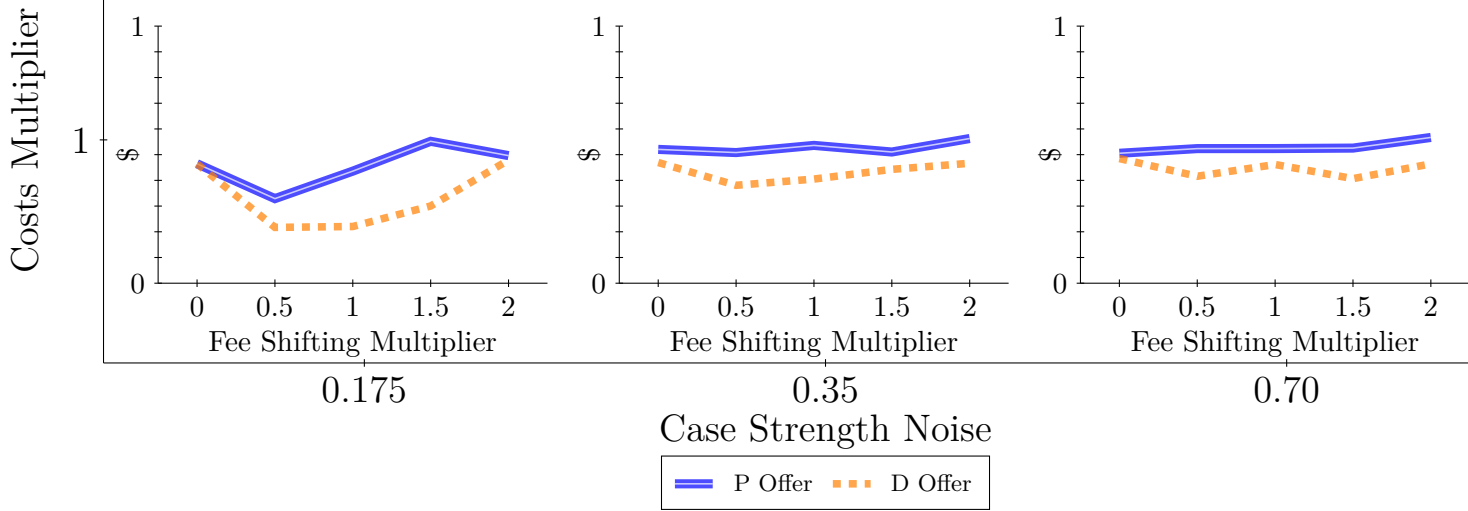 Costs Multiplier
1
1
$
0
0 0.5 1 1.5 2
Fee Shifting Multiplier
1
$
0
0 0.5 1 1.5 2
Fee Shifting Multiplier
1
$
0
0 0.5 1 1.5 2
Fee Shifting Multiplier
0.175 0.35 0.70
Case Strength Noise
P Offer D Offer